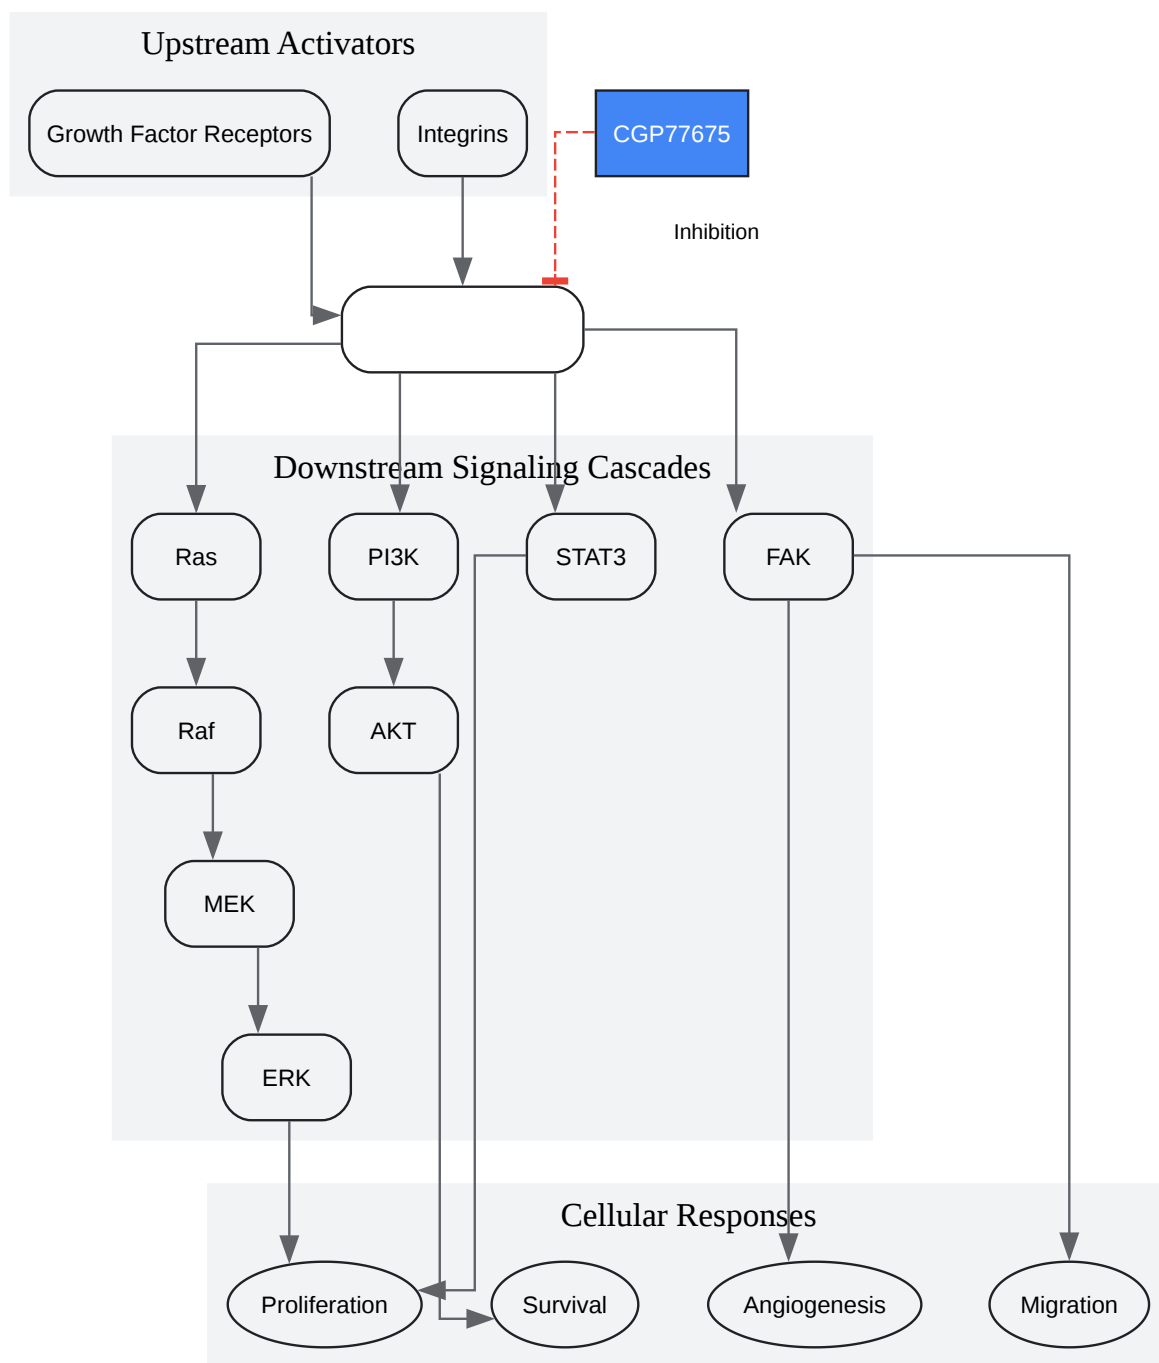 Upstream Activators
Growth Factor Receptors
Integrins
CGP77675
Inhibition
Downstream Signaling Cascades
Ras
PI3K
STAT3
FAK
Raf
AKT
MEK
ERK
Cellular Responses
Proliferation
Survival
Angiogenesis
Migration